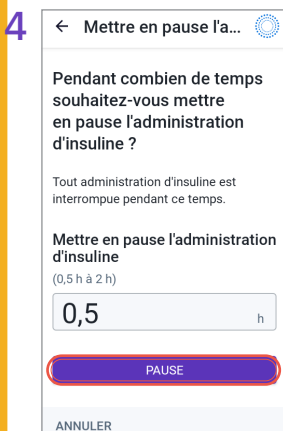 4
Mettre en pause l'a...
Pendant combien de temps
souhaitez-vous mettre
en pause l'administration
d'insuline ?
Tout administration d'insuline est
interrompue pendant ce temps.
Mettre en pause l'administration
d'insuline
(0,5 h à 2 h)
0,5 h
PAUSE
ANNULER